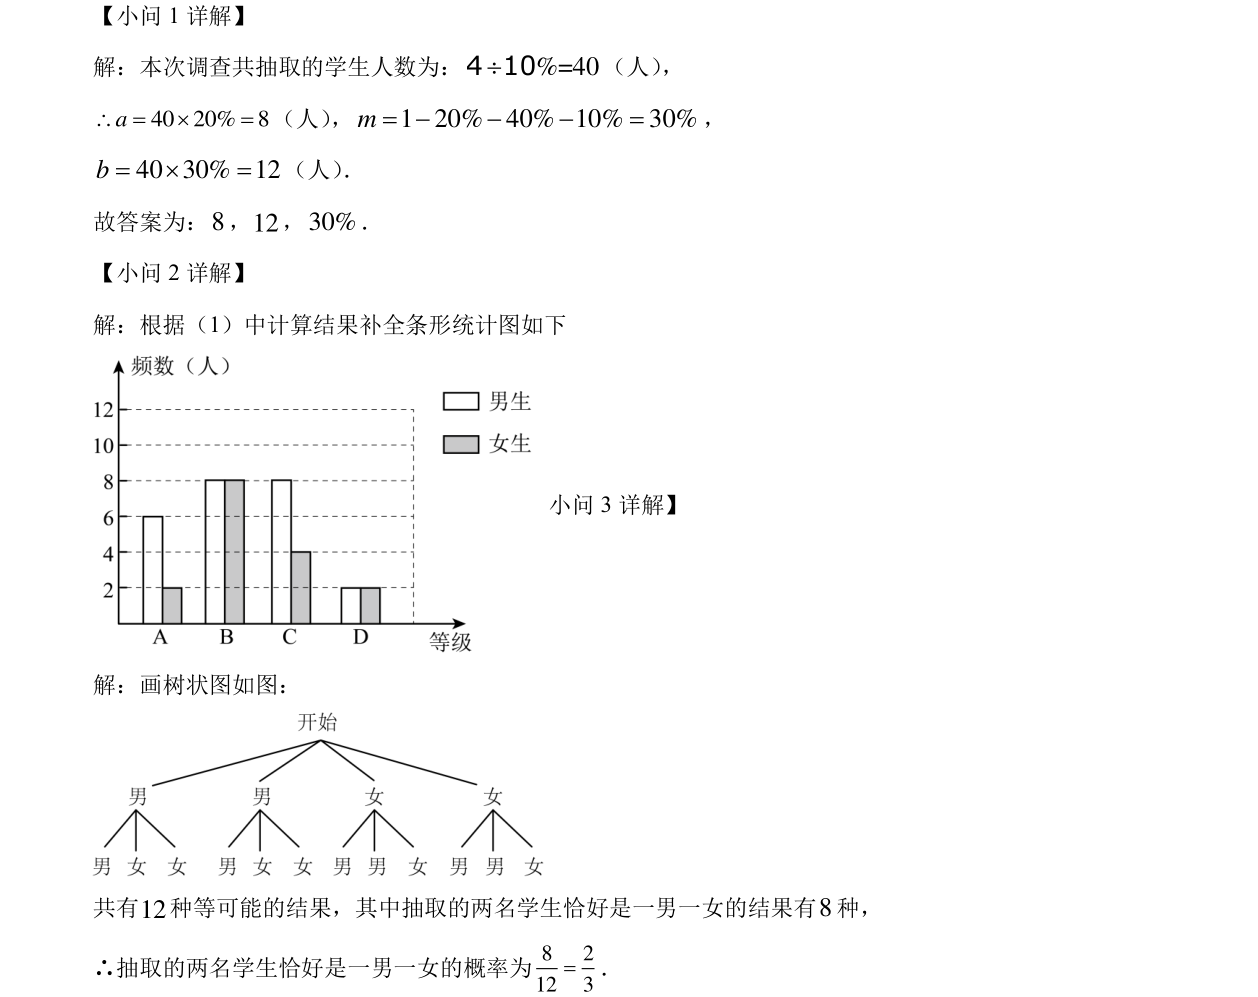 【小问 1 详解】
解：本次调查共抽取的学生人数为：4÷10%=40（人），
∴a=40×20%=8（人），m=1−20%−40%−10%=30%，
b=40×30%=12（人）．
故答案为：8，12，30%．
【小问 2 详解】
解：根据（1）中计算结果补全条形统计图如下
频数（人）
12
10
8
6
4
2
A B C D
等级
男生
女生
小问 3 详解】
解：画树状图如图：
开始
男 男 女 女
男 女 女 男 女 女 男 男 女 男 男 女
共有12种等可能的结果，其中抽取的两名学生恰好是一男一女的结果有8种，
∴抽取的两名学生恰好是一男一女的概率为8/12=2/3．